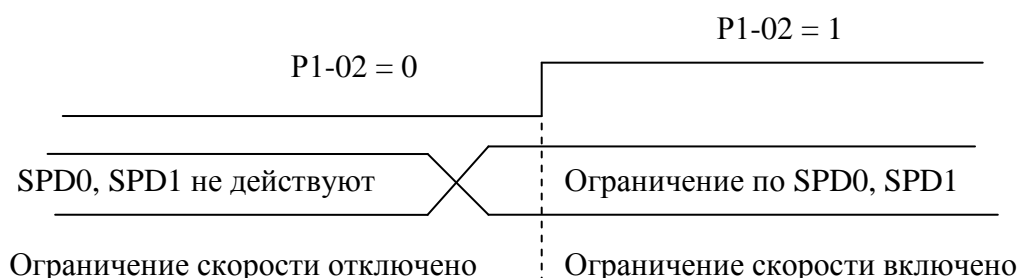 P1-02 = 1
P1-02 = 0
SPD0, SPD1 не действуют
Ограничение по SPD0, SPD1
Ограничение скорости отключено
Ограничение скорости включено